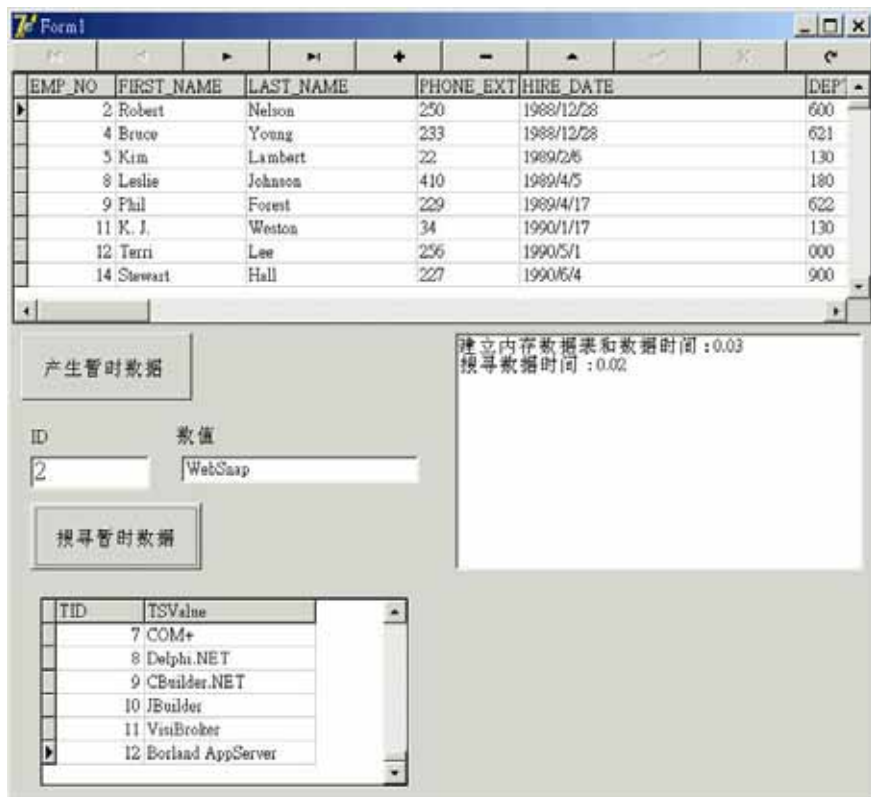 Form1
EMP_NO FIRST_NAME LAST_NAME PHONE_EXT HIRE_DATE DEPT
2 Robert Nelson 250 1988/12/28 600
4 Bruce Young 233 1988/12/28 621
5 Kim Lambert 22 1989/2/6 130
8 Leslie Johnson 410 1989/4/5 180
9 Phil Forest 229 1989/4/17 622
11 K. J. Weston 34 1990/1/17 130
12 Terri Lee 256 1990/5/1 000
14 Stewart Hall 227 1990/6/4 900
产生暂时数据
建立内存数据表和数据时间 :0.03
搜寻数据时间 :0.02
ID 数值
2 WebSnap
搜寻暂时数据
TID TSValue
7 COM+
8 Delphi.NET
9 CBuilder.NET
10 JBuilder
11 VisiBroker
12 Borland AppServer